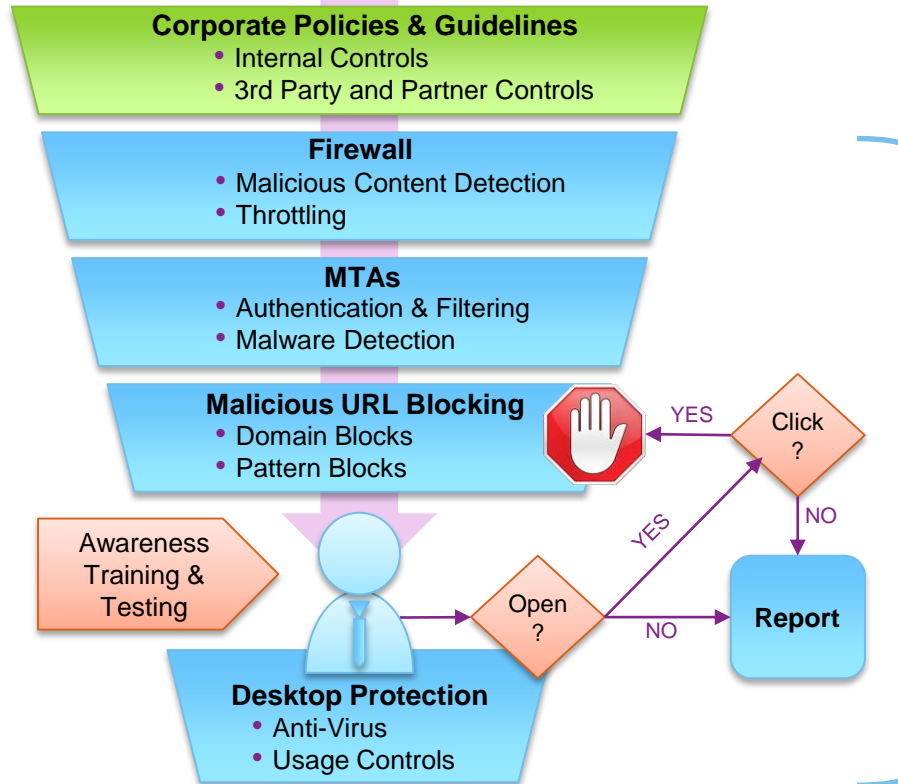 Corporate Policies & Guidelines
• Internal Controls
• 3rd Party and Partner Controls
Firewall
• Malicious Content Detection
• Throttling
MTAs
• Authentication & Filtering
• Malware Detection
Malicious URL Blocking
• Domain Blocks
• Pattern Blocks
YES
Click
?
YES
NO
Awareness
Training &
Testing
Open
?
NO
Report
Desktop Protection
• Anti-Virus
• Usage Controls